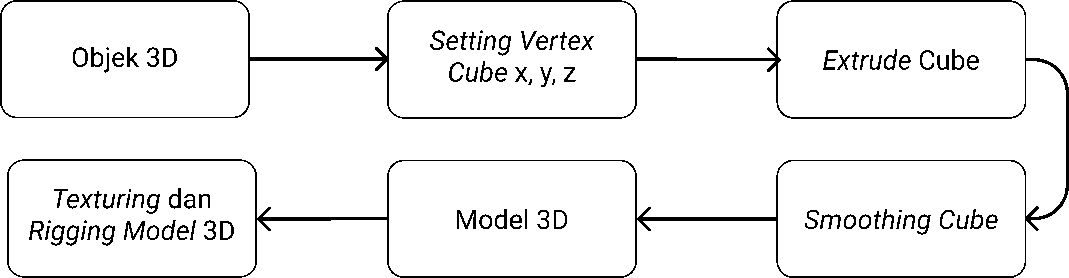 Objek 3D
Setting Vertex
Cube x, y, z
Extrude Cube
Smoothing Cube
Model 3D
Texturing dan
Rigging Model 3D